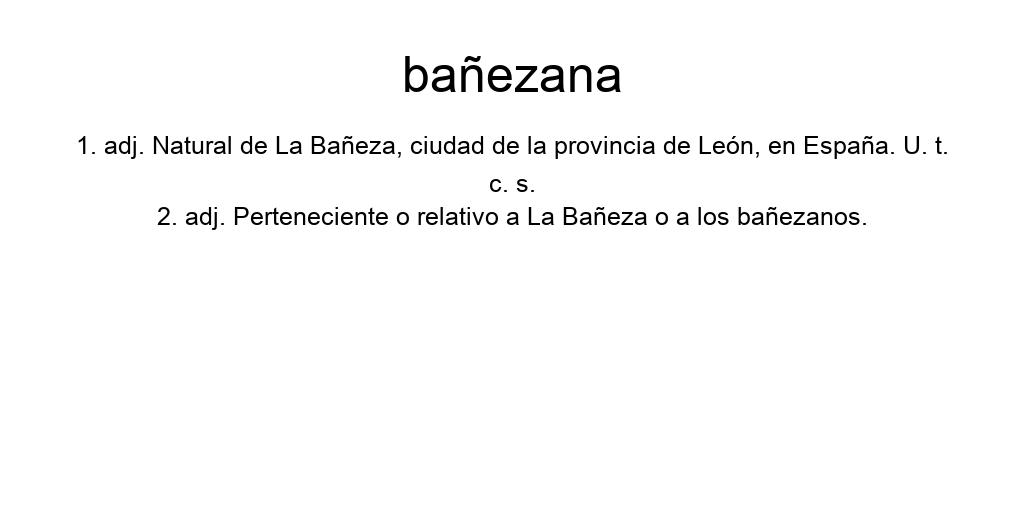 bañezana
1. adj. Natural de La Bañeza, ciudad de la provincia de León, en España. U. t.
c. s.
2. adj. Perteneciente o relativo a La Bañeza o a los bañezanos.